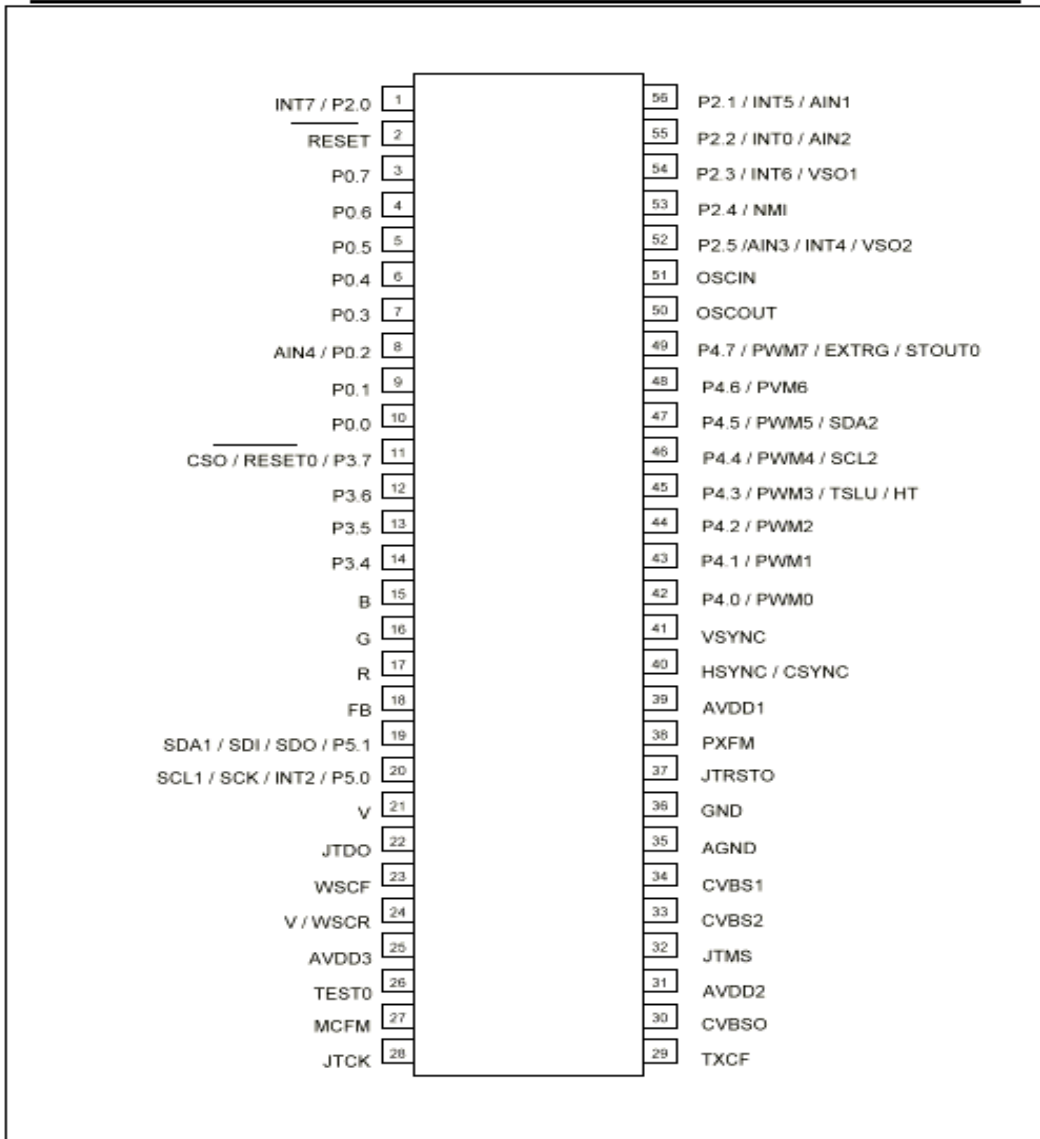 INT7 / P2.0 1
RESET 2
P0.7 3
P0.6 4
P0.5 5
P0.4 6
P0.3 7
AIN4 / P0.2 8
P0.1 9
P0.0 10
CSO / RESET0 / P3.7 11
P3.6 12
P3.5 13
P3.4 14
B 15
G 16
R 17
FB 18
SDA1 / SDI / SDO / P5.1 19
SCL1 / SCK / INT2 / P5.0 20
V 21
JTDO 22
WSCF 23
V / WSCR 24
AVDD3 25
TEST0 26
MCFM 27
JTCK 28
56 P2.1 / INT5 / AIN1
55 P2.2 / INT0 / AIN2
54 P2.3 / INT6 / VSO1
53 P2.4 / NMI
52 P2.5 /AIN3 / INT4 / VSO2
51 OSCIN
50 OSCOUT
49 P4.7 / PWM7 / EXTRG / STOUT0
48 P4.6 / PVM6
47 P4.5 / PWM5 / SDA2
46 P4.4 / PWM4 / SCL2
45 P4.3 / PWM3 / TSLU / HT
44 P4.2 / PWM2
43 P4.1 / PWM1
42 P4.0 / PWM0
41 VSYNC
40 HSYNC / CSYNC
39 AVDD1
38 PXFM
37 JTRSTO
36 GND
35 AGND
34 CVBS1
33 CVBS2
32 JTMS
31 AVDD2
30 CVBSO
29 TXCF